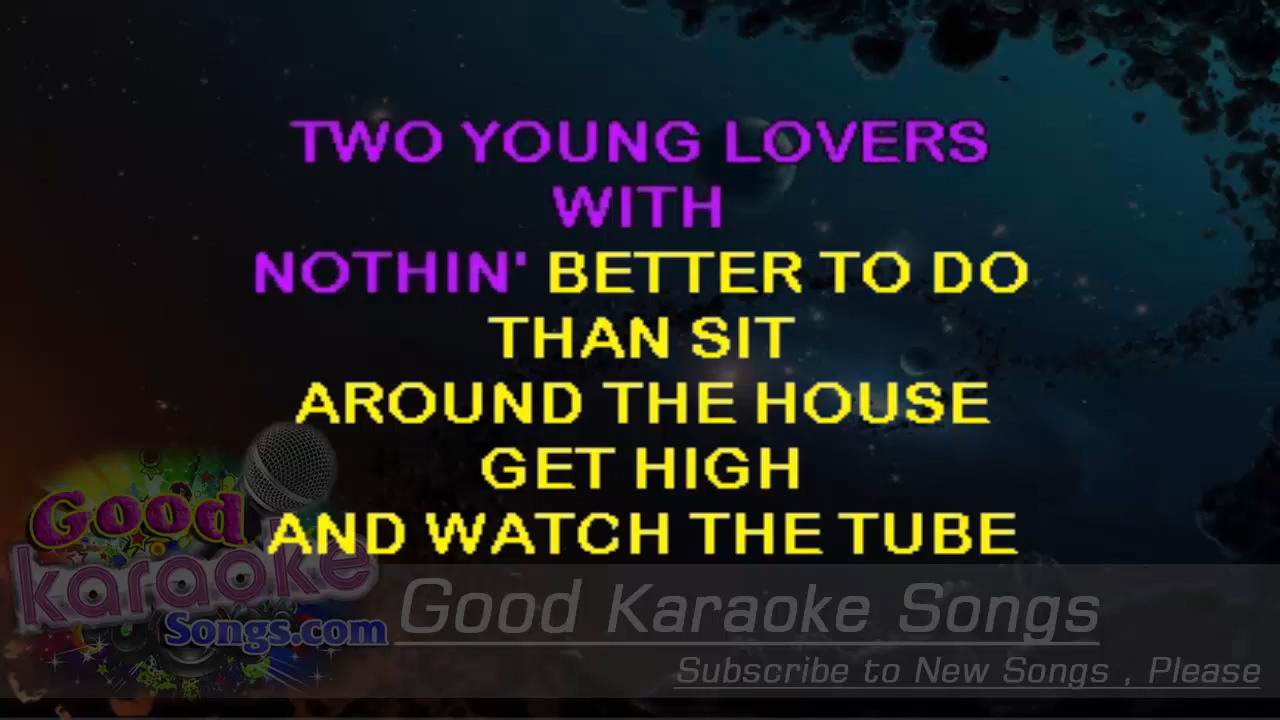 TWO YOUNG LOVERS
WITH
NOTHIN' BETTER TO DO
THAN SIT
AROUND THE HOUSE
GET HIGH
AND WATCH THE TUBE
Good
karaoke
Songs.com
Good Karaoke Songs
Subscribe to New Songs , Please